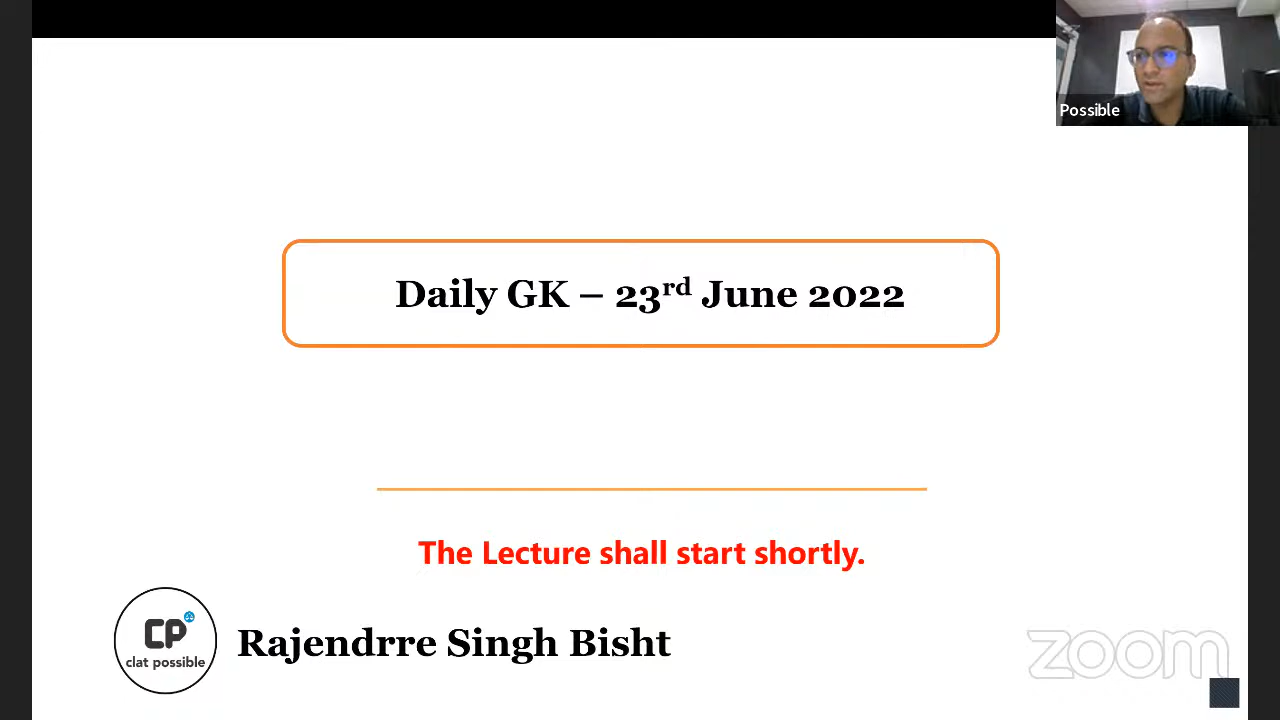 Possible
Daily GK – 23rd June 2022
The Lecture shall start shortly.
CP
clat possible
Rajendrre Singh Bisht
zoom